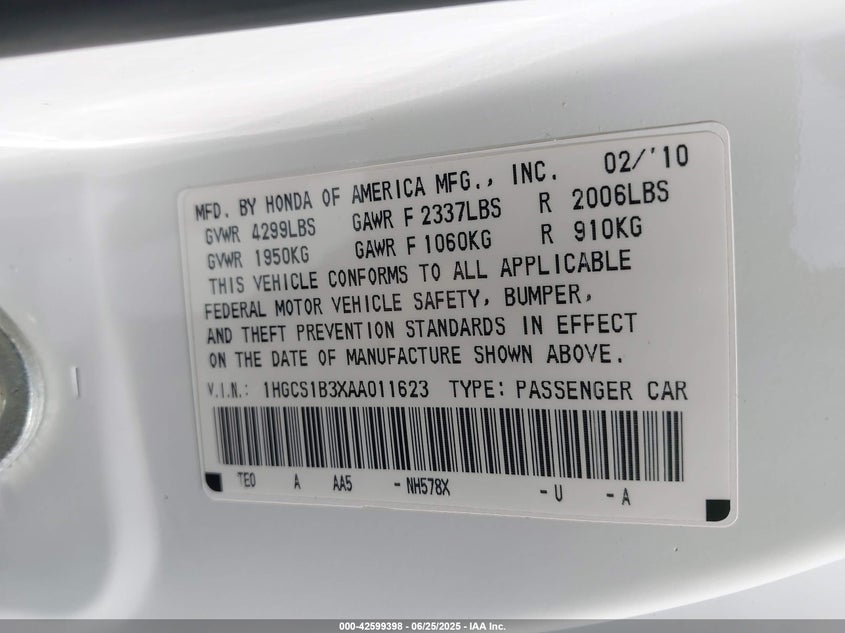 MFD. BY HONDA OF AMERICA MFG., INC. 02/'10
GVWR 4299LBS GAWR F 2337LBS R 2006LBS
GVWR 1950KG GAWR F 1060KG R 910KG
THIS VEHICLE CONFORMS TO ALL APPLICABLE
FEDERAL MOTOR VEHICLE SAFETY, BUMPER,
AND THEFT PREVENTION STANDARDS IN EFFECT
ON THE DATE OF MANUFACTURE SHOWN ABOVE.
V.I.N.: 1HGCS1B3XAA011623 TYPE: PASSENGER CAR
TE0 A AA5 - NH578X - U - A
000-42599398 - 06/25/2025 - IAA Inc.